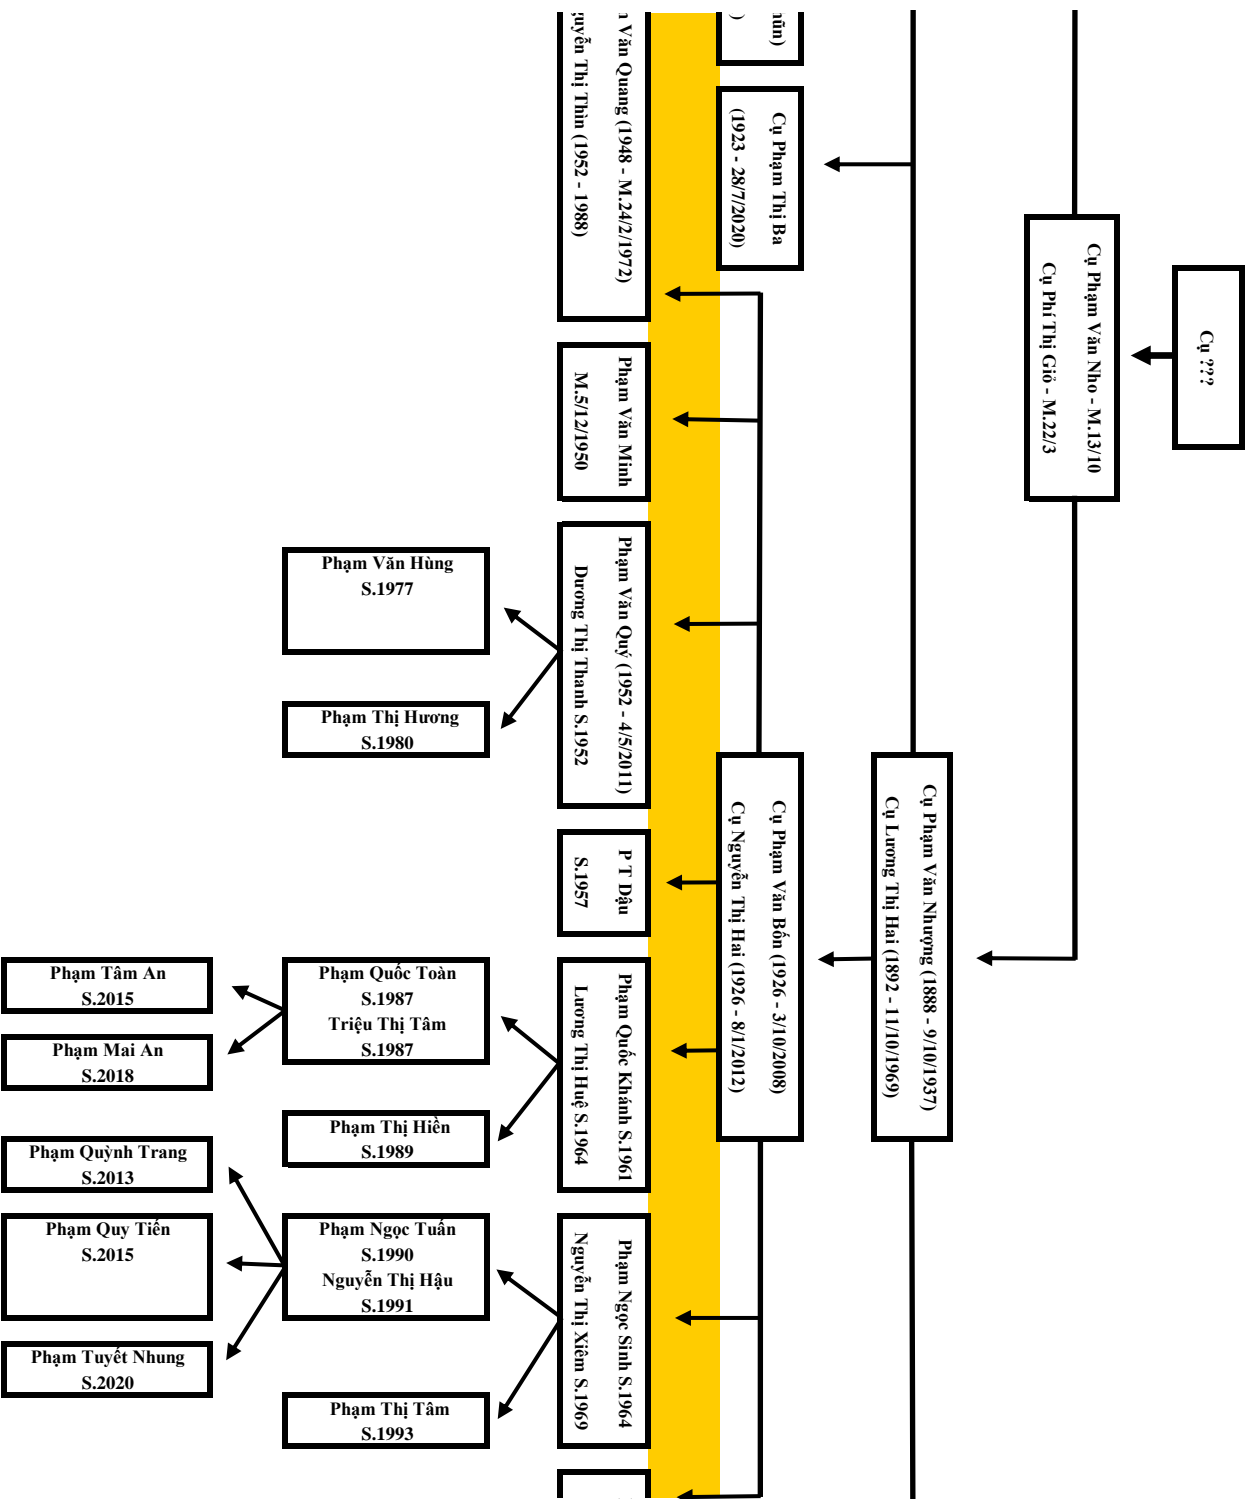 Cụ ???
Cụ Phạm Văn Nho - M.13/10
Cụ Phí Thị Giỏ - M.22/3
Cụ Phạm Văn Nhượng (1888 - 9/10/1937)
Cụ Lương Thị Hai (1892 - 11/10/1969)
Cụ Phạm Thị Ba
(1923 - 28/7/2020)
Cụ Phạm Văn Bốn (1926 - 3/10/2008)
Cụ Nguyễn Thị Hai (1926 - 8/1/2012)
Văn Quang (1948 - M.24/2/1972)
Thị Thìn (1952 - 1988)
Phạm Văn Minh
M.5/12/1950
Phạm Văn Quý (1952 - 4/5/2011)
Dương Thị Thanh S.1952
P T Dậu
S.1957
Phạm Quốc Khánh S.1961
Lương Thị Huệ S.1964
Phạm Ngọc Sinh S.1964
Nguyễn Thị Xiêm S.1969
Phạm Văn Hùng
S.1977
Phạm Thị Hương
S.1980
Phạm Quốc Toàn
S.1987
Triệu Thị Tâm
S.1987
Phạm Thị Hiền
S.1989
Phạm Ngọc Tuấn
S.1990
Nguyễn Thị Hậu
S.1991
Phạm Thị Tâm
S.1993
Phạm Tâm An
S.2015
Phạm Mai An
S.2018
Phạm Quỳnh Trang
S.2013
Phạm Quy Tiến
S.2015
Phạm Tuyết Nhung
S.2020